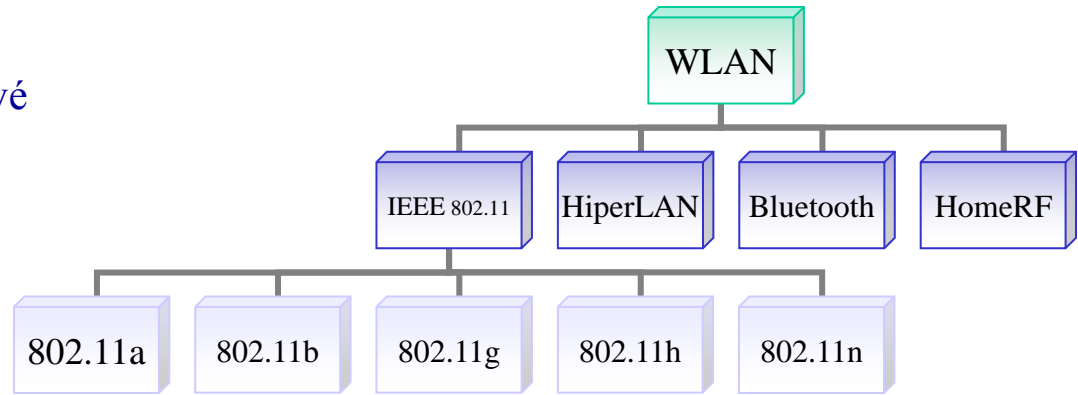 WLAN
vé
IEEE 802.11
HiperLAN
Bluetooth
HomeRF
802.11a
802.11b
802.11g
802.11h
802.11n